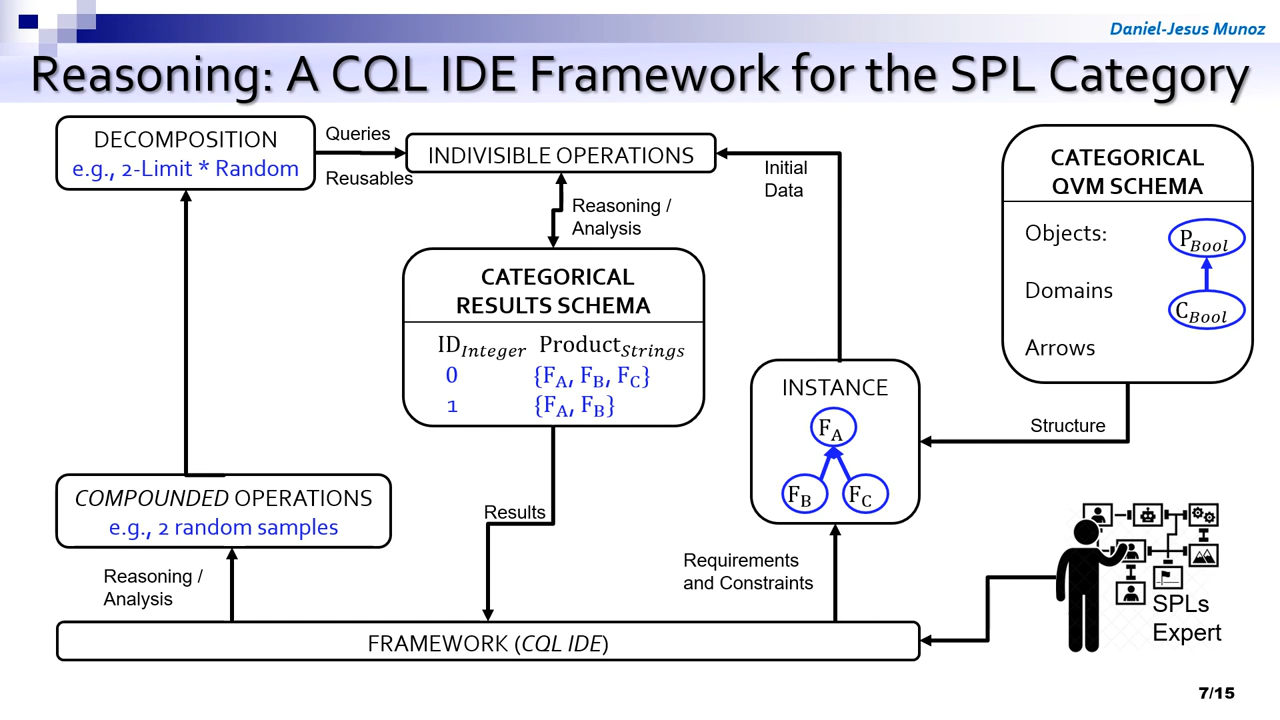 Daniel-Jesus Munoz
Reasoning: A CQL IDE Framework for the SPL Category
DECOMPOSITION
e.g., 2-Limit * Random
Queries
Reusables
INDIVISIBLE OPERATIONS
Initial
Data
Reasoning /
Analysis
CATEGORICAL
RESULTS SCHEMA
ID_Integer Product_Strings
0 {F_A, F_B, F_C}
1 {F_A, F_B}
CATEGORICAL
QVM SCHEMA
Objects:
P_Bool
Domains
C_Bool
Arrows
INSTANCE
F_A
F_B F_C
Structure
COMPOUNDED OPERATIONS
e.g., 2 random samples
Results
Reasoning /
Analysis
Requirements
and Constraints
SPLs
Expert
FRAMEWORK (CQL IDE)
7/15